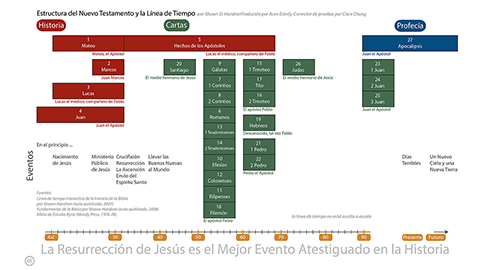 Estructura del Nuevo Testamento y la Línea de Tiempo por Shawn D. Handran/Traducido por Aura Edanly Corrector de pruebas por Clare Chung
Historia
Cartas
Profecía
1
Mateo
Mateo, el Apóstol
5
Hechos de los Apóstoles
Lucas el médico, compañero de Pablo
27
Apocalipsis
Juan el Apóstol
2
Marcos
Juan Marcos
3
Lucas
Lucas el médico, compañero de Pablo
4
Juan
Juan el Apóstol
20
Santiago
El medio hermano de Jesús
9
Gálatas
7
1 Corintios
8
2 Corintios
6
Romanos
13
1 Tesalonicenses
14
2 Tesalonicenses
10
Efesios
12
Colosenses
11
Filipenses
18
Filemón
El apóstol Pablo
15
1 Timoteo
17
Tito
16
2 Timoteo
El apóstol Pablo
19
Hebreos
Desconocido, tal vez Pablo
21
1 Pedro
22
2 Pedro
Pedro el Apóstol
26
Judas
El medio hermano de Jesús
23
1 Juan
24
2 Juan
25
3 Juan
Juan el Apóstol
Eventos
En el principio ...
Nacimiento
de Jesús
Ministerio
Público
de Jesús
Crucifixión
Resurrección
La Ascensión
Envío del
Espíritu Santo
Llevar las
Buenas Nuevas
al Mundo
Días
Terribles
Un Nuevo
Cielo y una
Nueva Tierra
Fuentes:
Línea de tiempo interactiva de la historia de la Biblia
por Shawn Handran (auto publicado, 2007)
Fundamentos de la Biblia por Shawn Handran (auto publicado, 2008)
Biblia de Estudio Ryrie (Moody Press, 1976-78)
la línea de tiempo no está escrita a escala
30
40
50
60
70
80
90
Presente
Futuro
La Resurrección de Jesús es el Mejor Evento Atestiguado en la Historia
cc